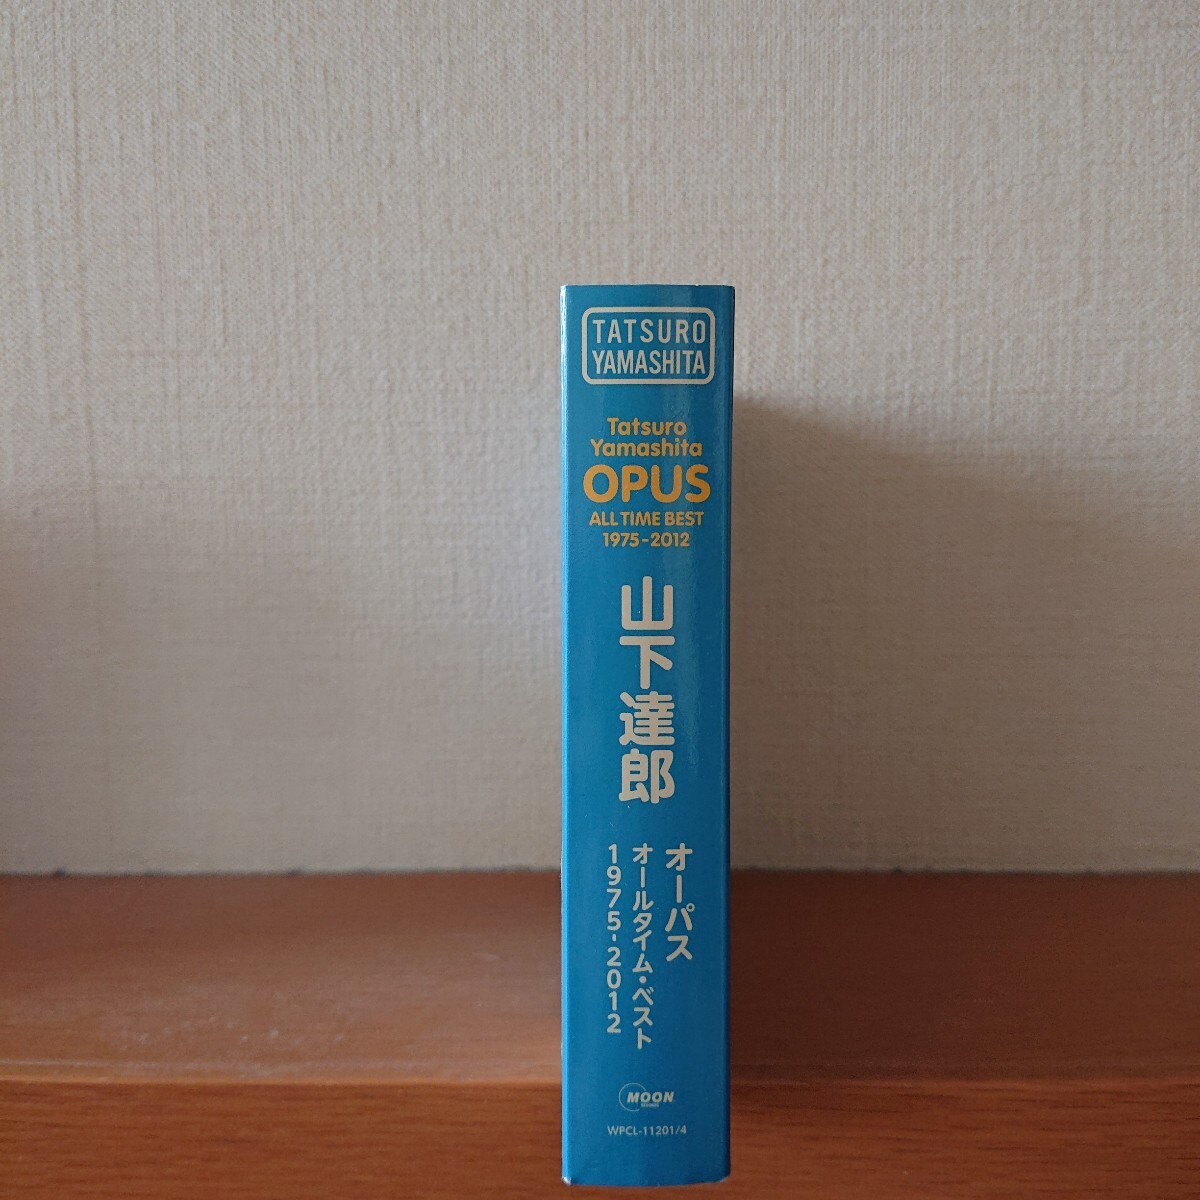 TATSURO
YAMASHITA
Tatsuro
Yamashita
OPUS
ALL TIME BEST
1975-2012
山下達郎
オーパス
オールタイム・ベスト
1975-2012
MOON
WPCL-11201/4